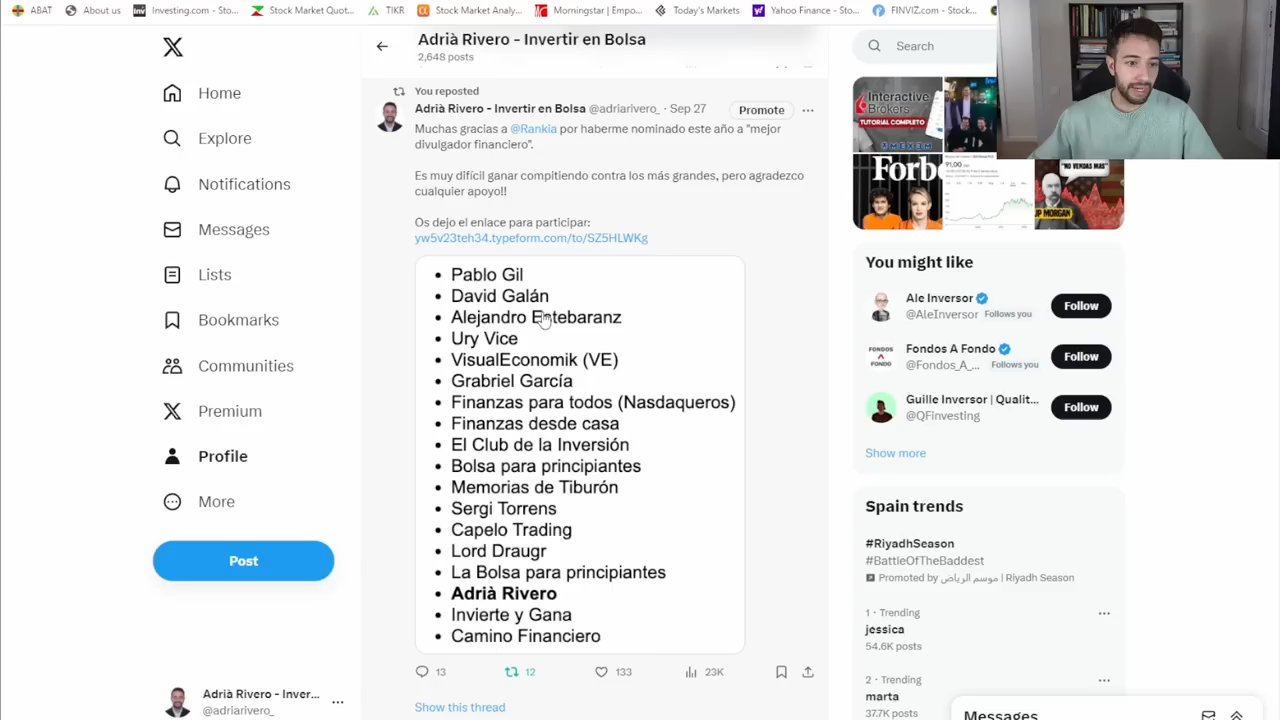 ABAT
About us
Investing.com - Sto...
Stock Market Quot...
TIKR
Stock Market Analy...
Morningstar | Empo...
Today's Markets
Yahoo Finance - Sto...
FINVIZ.com - Stock...
Adrià Rivero - Invertir en Bolsa
2,648 posts
Home
Explore
Notifications
Messages
Lists
Bookmarks
Communities
Premium
Profile
More
Post
Adrià Rivero - Inver...
@adriarivero_
You reposted
Adrià Rivero - Invertir en Bolsa @adriarivero_ · Sep 27
Promote
Muchas gracias a @Rankia por haberme nominado este año a "mejor
divulgador financiero".
Es muy difícil ganar compitiendo contra los más grandes, pero agradezco
cualquier apoyo!!
Os dejo el enlace para participar:
yw5v23teh34.typeform.com/to/SZ5HLWKg
• Pablo Gil
• David Galán
• Alejandro Estebaranz
• Ury Vice
• VisualEconomik (VE)
• Grabriel García
• Finanzas para todos (Nasdaqueros)
• Finanzas desde casa
• El Club de la Inversión
• Bolsa para principiantes
• Memorias de Tiburón
• Sergi Torrens
• Capelo Trading
• Lord Draugr
• La Bolsa para principiantes
• Adrià Rivero
• Invierte y Gana
• Camino Financiero
13
12
133
23K
Show this thread
Search
Interactive
Brokers
TUTORIAL COMPLETO
Forb
91,00
"NO VENDAS MAS"
JP MORGAN
You might like
Ale Inversor
@AleInversor Follows you
Follow
FONDOS
A
FONDO
Fondos A Fondo
@Fondos_A_... Follows you
Follow
Guille Inversor | Qualit...
@QFinvesting
Follow
Show more
Spain trends
#RiyadhSeason
#BattleOfTheBaddest
Promoted by موسم الرياض | Riyadh Season
1 · Trending
jessica
54.6K posts
2 · Trending
marta
37.7K posts
Messages